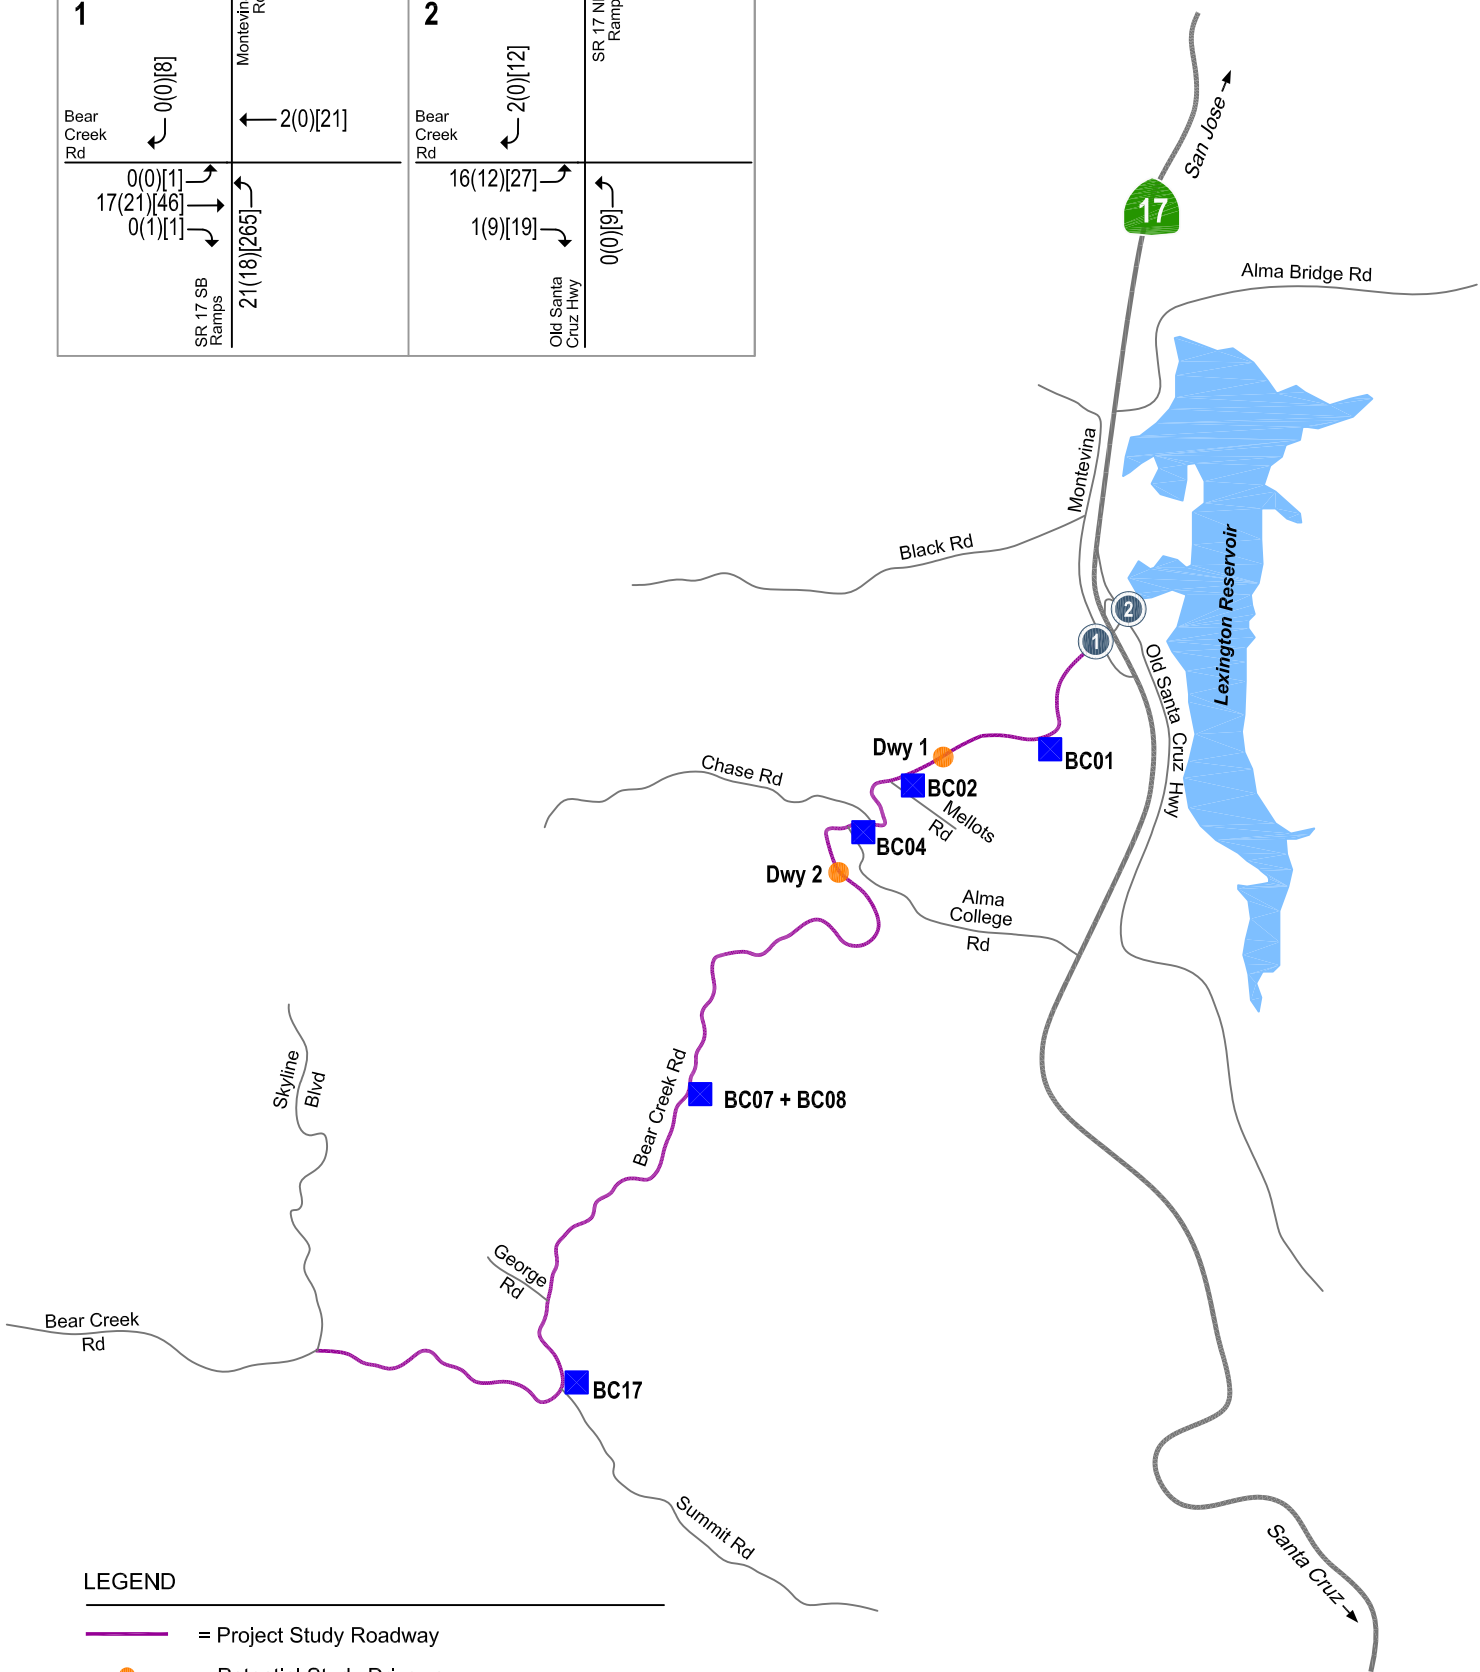 1
Montevin
0(0)[8]
Bear
Creek
Rd
2(0)[21]
0(0)[1]
17(21)[46]
0(1)[1]
21(18)[265]
SR 17 SB
Ramps
2
Ramp
2(0)[12]
Bear
Creek
Rd
16(12)[27]
1(9)[19]
0(0)[9]
Old Santa
Cruz Hwy
San Jose
17
Alma Bridge Rd
Montevina
Black Rd
2
1
Lexington Reservoir
Old Santa Cruz Hwy
Dwy 1
BC01
Chase Rd
BC02
Mellots
Rd
BC04
Dwy 2
Alma
College
Rd
Skyline
Blvd
Bear Creek Rd
BC07 + BC08
George
Rd
Bear Creek
Rd
BC17
Summit Rd
Santa Cruz
LEGEND
= Project Study Roadway